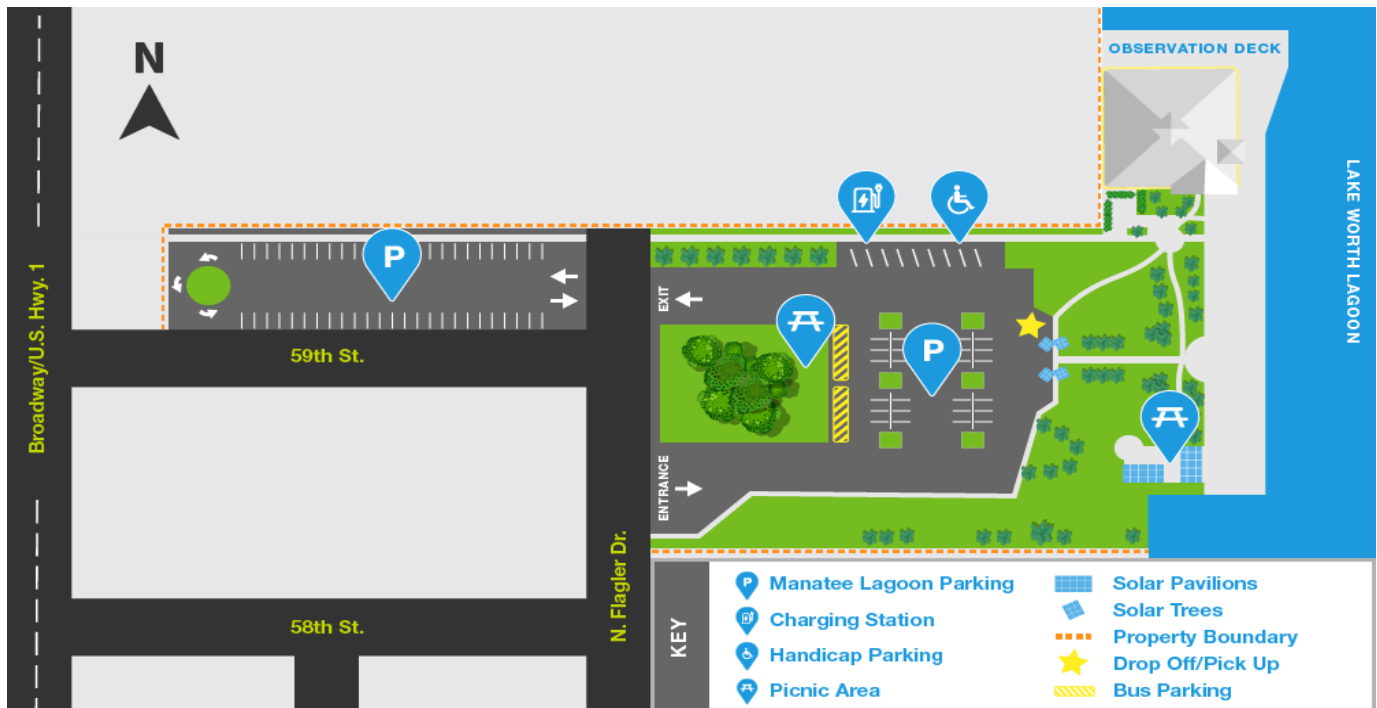 N
OBSERVATION DECK
LAKE WORTH LAGOON
P
EXIT
59th St.
P
Broadway/U.S. Hwy. 1
ENTRANCE
N. Flagler Dr.
58th St.
KEY
P Manatee Lagoon Parking
Charging Station
Handicap Parking
Picnic Area
Solar Pavilions
Solar Trees
Property Boundary
Drop Off/Pick Up
Bus Parking